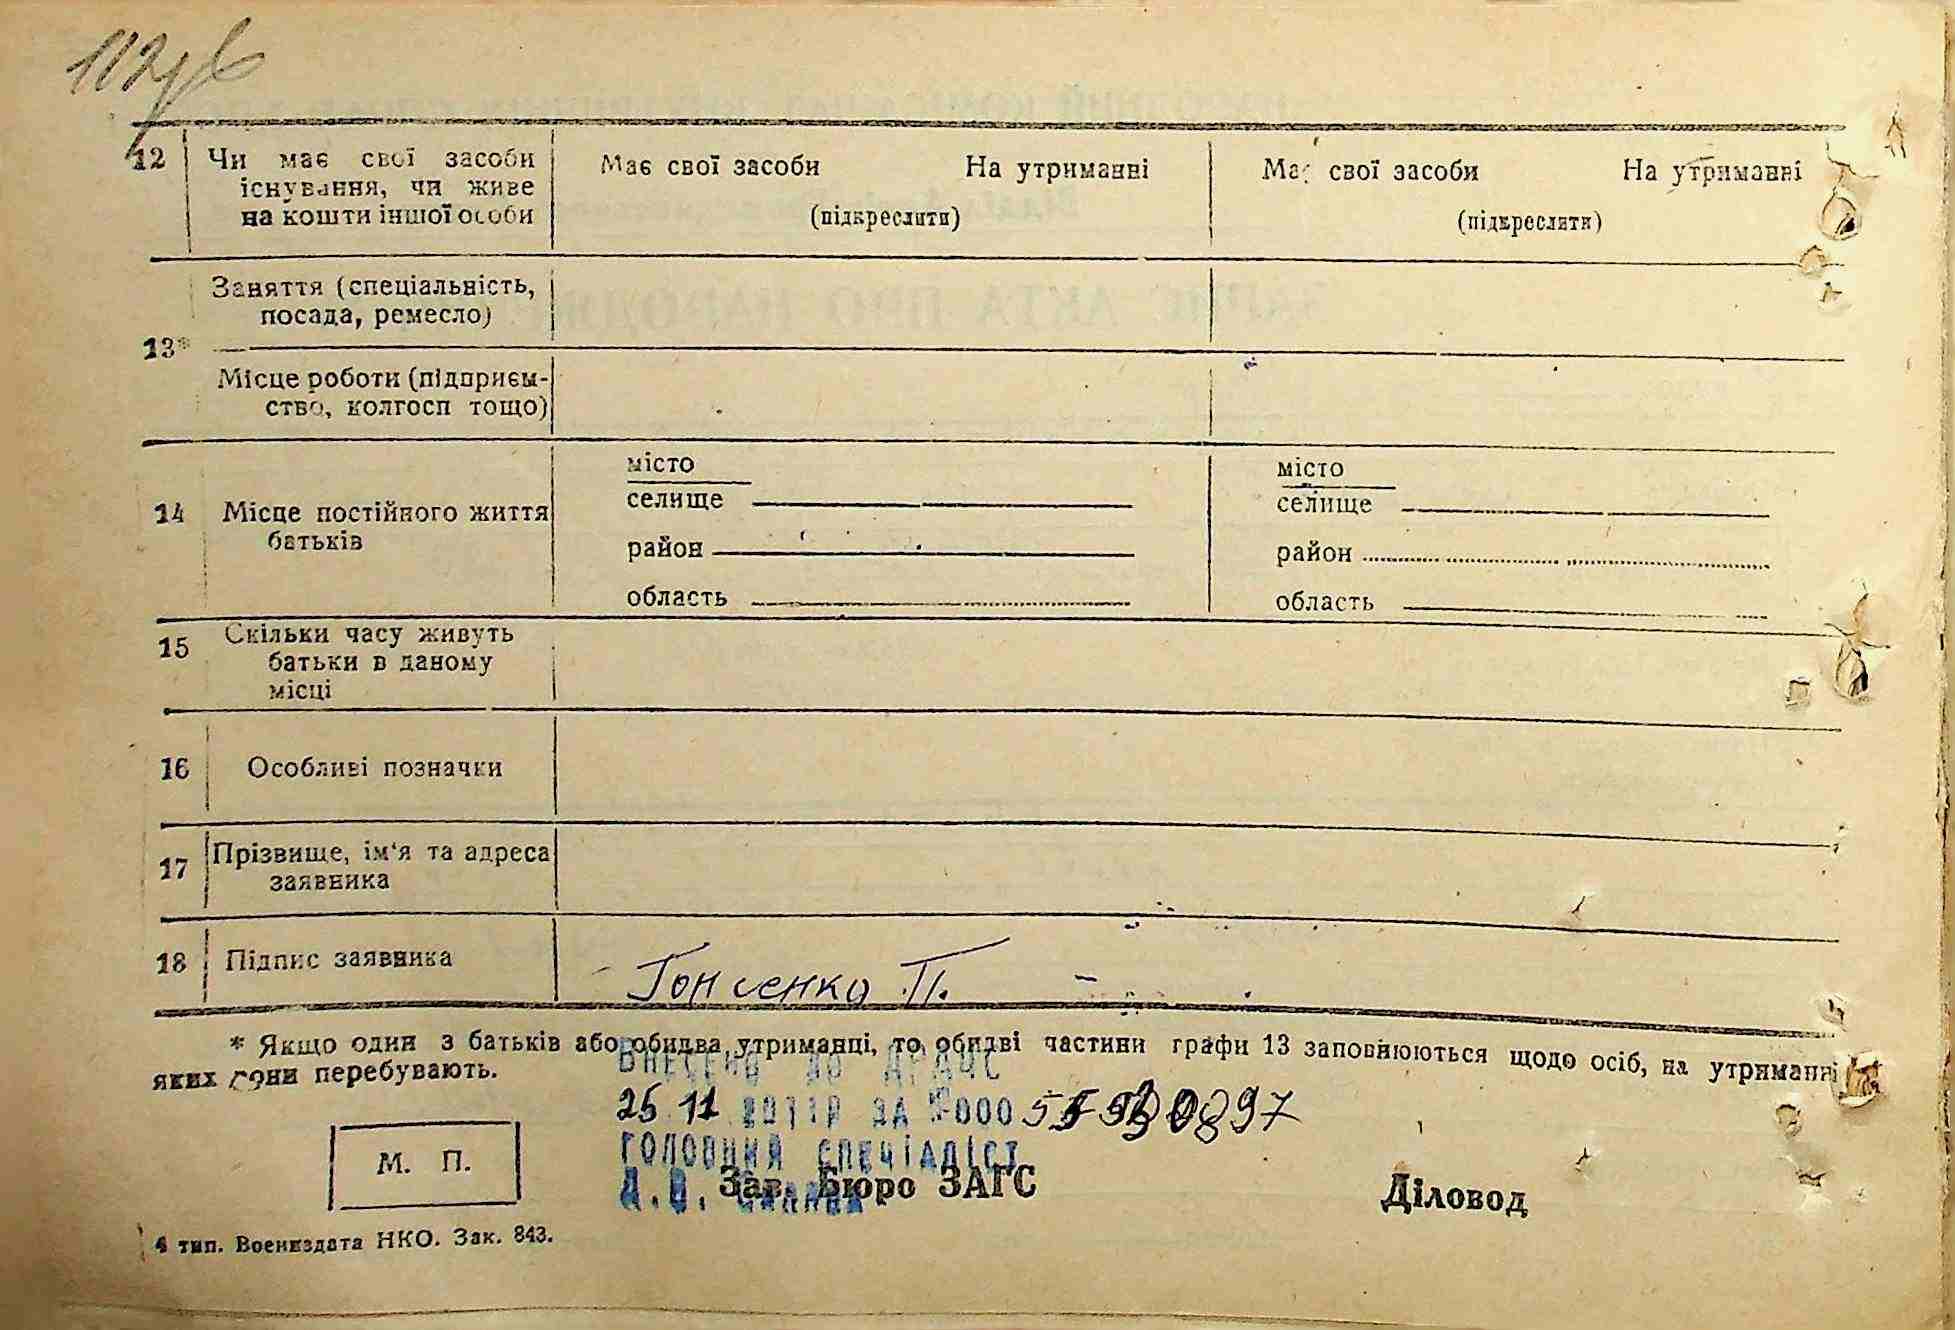 12 Чи має свої засоби
існування, чи живе
на кошти іншої особи
Має свої засоби На утриманні
(підкреслити)
Має свої засоби На утриманні
(підкреслити)
13* Заняття (спеціальність,
посада, ремесло)
Місце роботи (підприєм-
ство, колгосп тощо)
14 Місце постійного життя
батьків
місто
селище
район
область
місто
селище
район
область
15 Скільки часу живуть
батьки в даному
місці
16 Особливі позначки
17 Прізвище, ім'я та адреса
заявника
18 Підпис заявника
П.
* Якщо один з батьків або обидва утриманці, то обидві частини графи 13 заповнюються щодо осіб, на утриманні
яких вони перебувають.
ВНЕСЕНО ДО ДРАЦС
25 11 2011Р ЗА №000
ГОЛОВНИЙ СПЕЦІАЛІСТ
М. П.
Зав. Бюро ЗАГС
Діловод
4 тип. Воениздата НКО. Зак. 843.